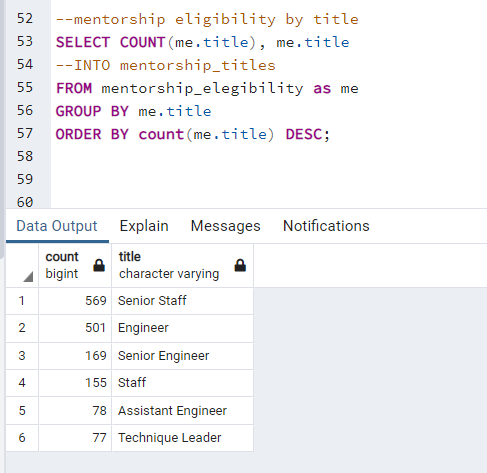 52 --mentorship eligibility by title
53 SELECT COUNT(me.title), me.title
54 --INTO mentorship_titles
55 FROM mentorship_elegibility as me
56 GROUP BY me.title
57 ORDER BY count(me.title) DESC;
58
59
60
Data Output Explain Messages Notifications
count title
bigint character varying
1 569 Senior Staff
2 501 Engineer
3 169 Senior Engineer
4 155 Staff
5 78 Assistant Engineer
6 77 Technique Leader